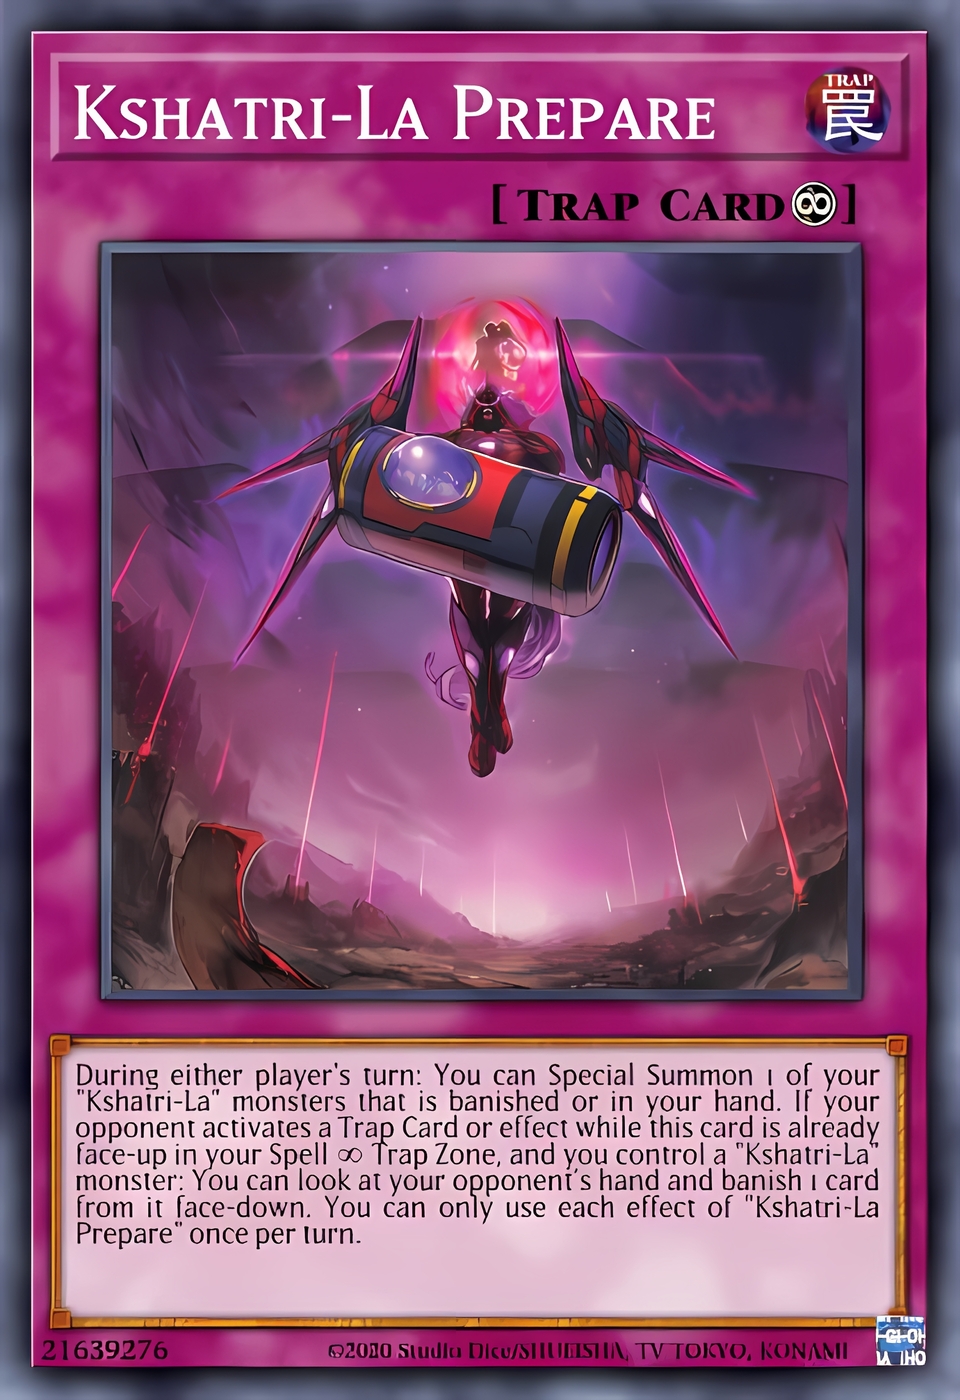 KSHATRI-LA PREPARE
TRAP
罠
[TRAP CARD∞]
During either player's turn: You can Special Summon 1 of your
"Kshatri-La" monsters that is banished or in your hand. If your
opponent activates a Trap Card or effect while this card is already
face-up in your Spell ∞ Trap Zone, and you control a "Kshatri-La"
monster: You can look at your opponent's hand and banish 1 card
from it face-down. You can only use each effect of "Kshatri-La
Prepare" once per turn.
21639276
©2020 Studio Dice/SHUEISHA, TV TOKYO, KONAMI